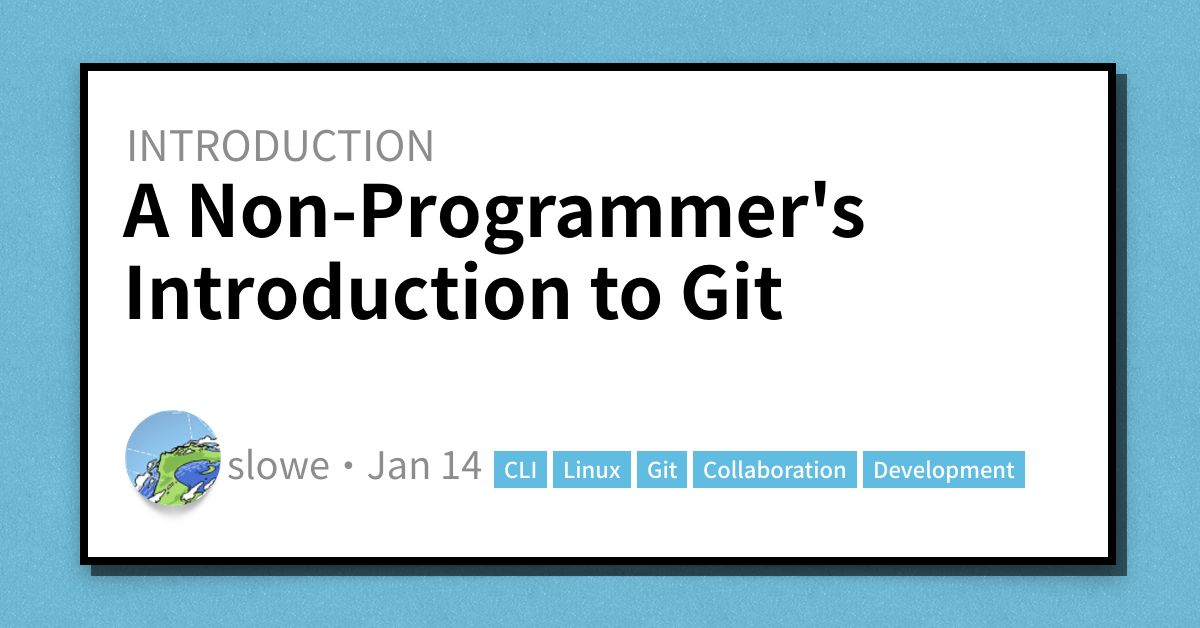 INTRODUCTION
A Non-Programmer's
Introduction to Git
slowe • Jan 14 CLI Linux Git Collaboration Development